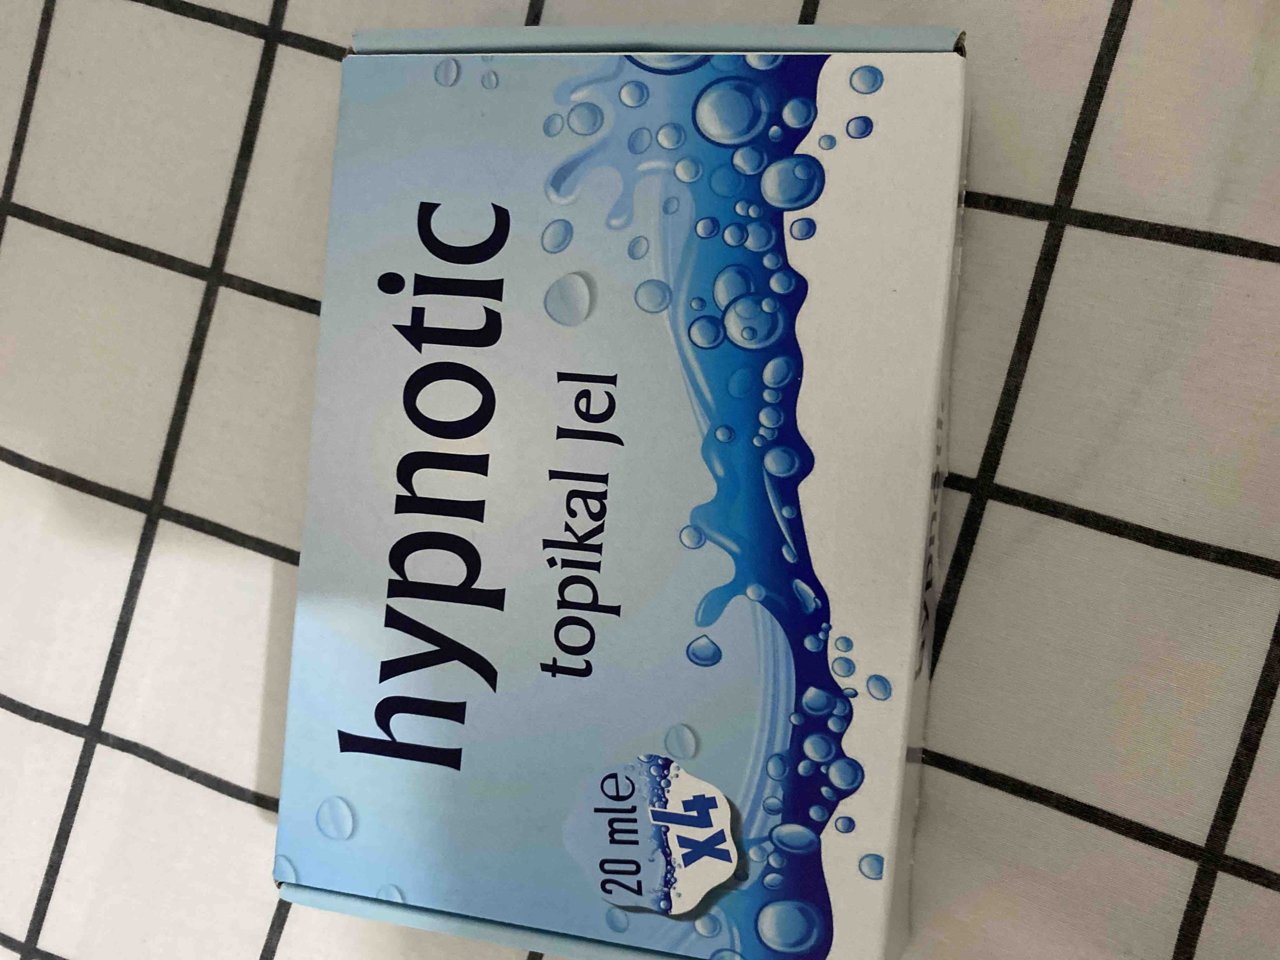 hypnotic
topikal Jel
20 mle
x4